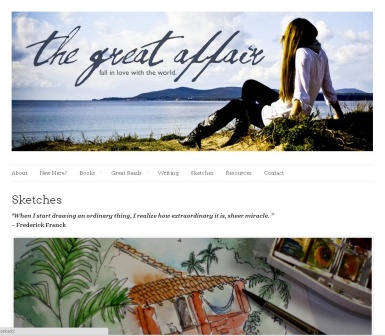 the great affair
fall in love with the world.
About New Here? Books Great Reads Writing Sketches Resources Contact
Sketches
"When I start drawing an ordinary thing, I realize how extraordinary it is, sheer miracle. "
~ Frederick Franck